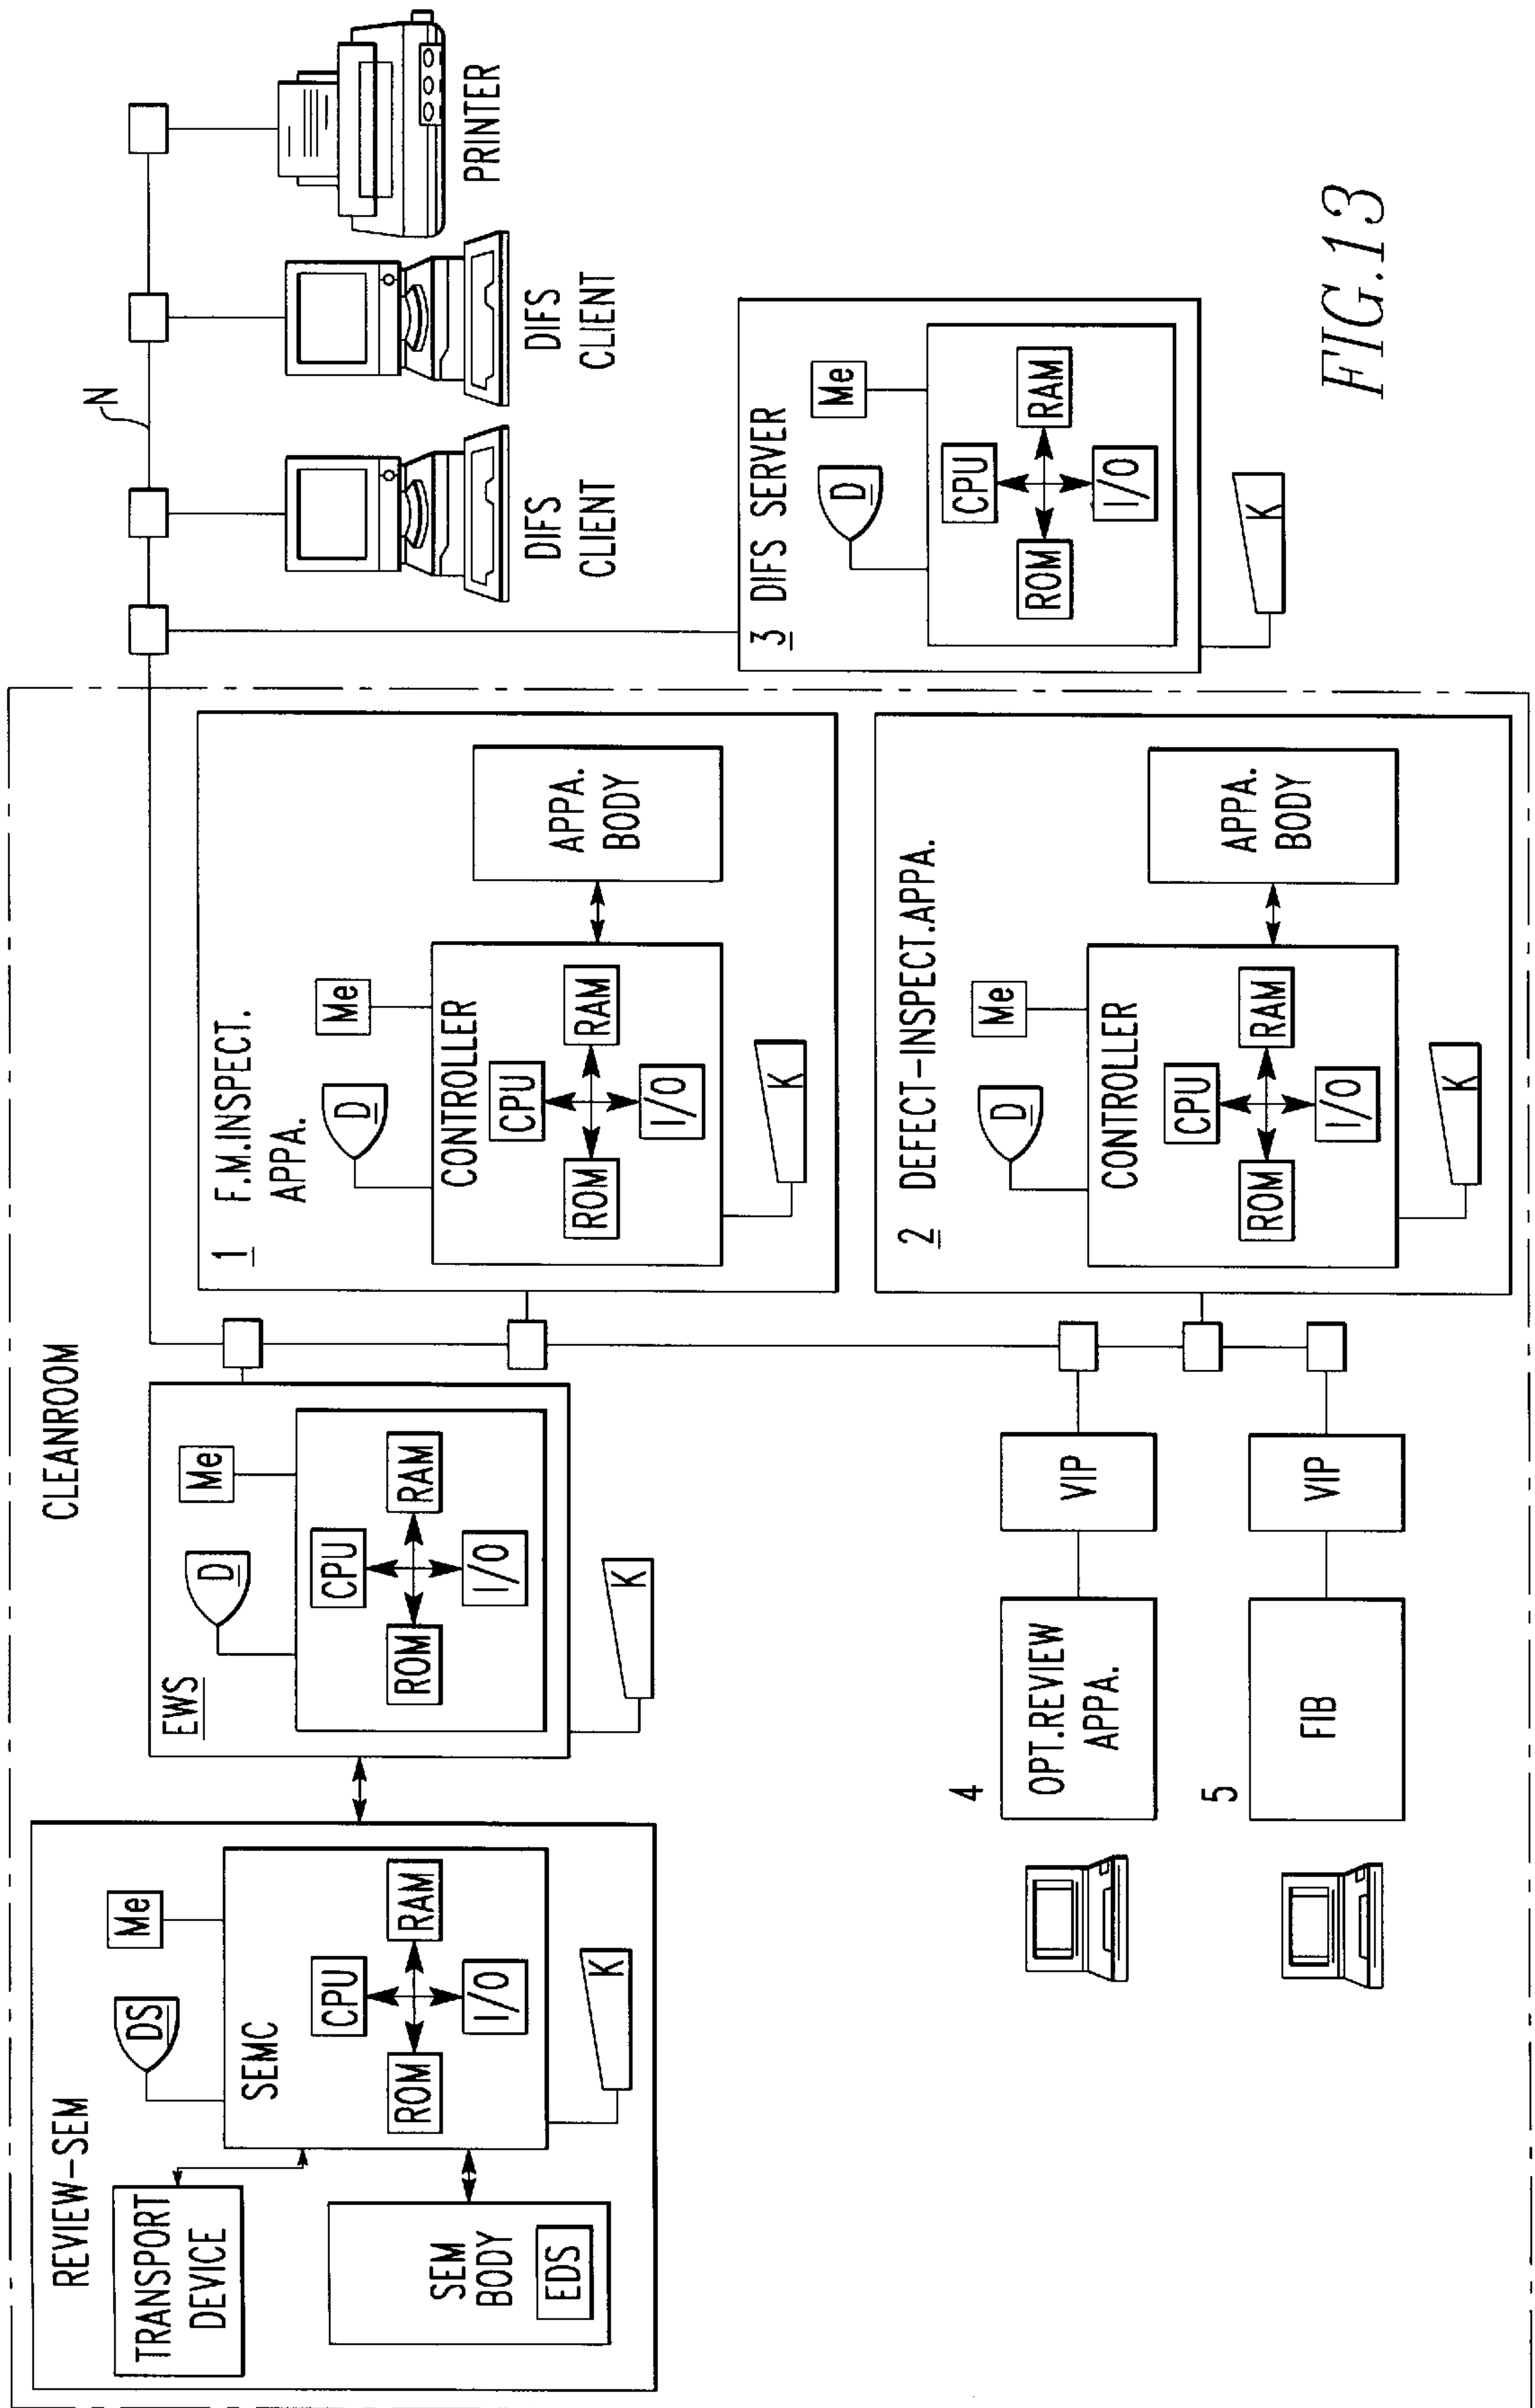 CLEANROOM
REVIEW-SEM
TRANSPORT
DEVICE
DS
Me
SEMC
CPU
ROM
RAM
I/O
K
SEM
BODY
EDS
EWS
D
Me
CPU
ROM
RAM
I/O
K
1
F.M.INSPECT.
APPA.
D
Me
CONTROLLER
CPU
ROM
RAM
I/O
K
APPA.
BODY
2 DEFECT-INSPECT.APPA.
D
Me
CONTROLLER
CPU
ROM
RAM
I/O
K
APPA.
BODY
4
OPT.REVIEW
APPA.
VIP
5
FIB
VIP
N
DIFS
CLIENT
DIFS
CLIENT
PRINTER
3 DIFS SERVER
D
Me
CPU
ROM
RAM
I/O
K
FIG.13